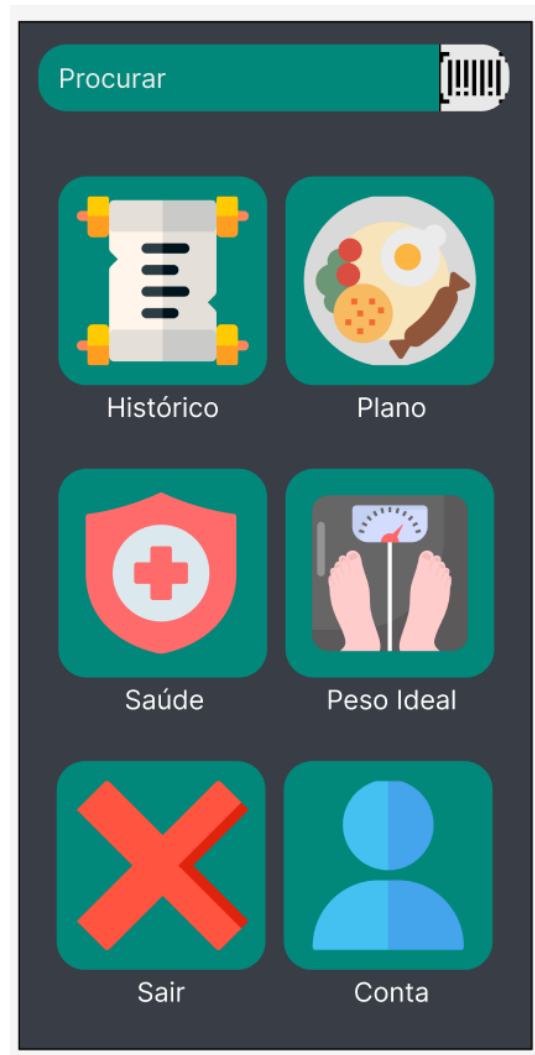 Procurar
Histórico
Plano
Saúde
Peso Ideal
Sair
Conta